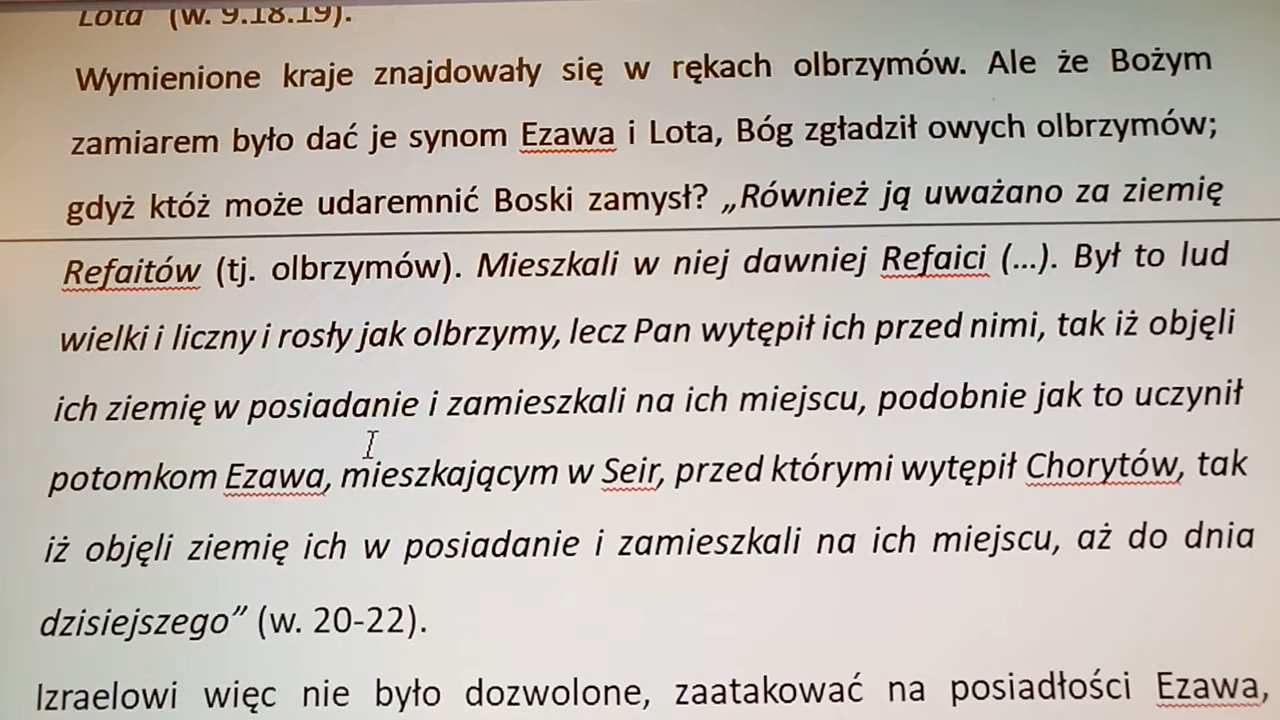 Lota” (w. 9.18.19).
Wymienione kraje znajdowały się w rękach olbrzymów. Ale że Bożym
zamiarem było dać je synom Ezawa i Lota, Bóg zgładził owych olbrzymów;
gdyż któż może udaremnić Boski zamysł? „Również ją uważano za ziemię
Refaitów (tj. olbrzymów). Mieszkali w niej dawniej Refaici (...). Był to lud
wielki i liczny i rosły jak olbrzymy, lecz Pan wytępił ich przed nimi, tak iż objęli
ich ziemię w posiadanie i zamieszkali na ich miejscu, podobnie jak to uczynił
potomkom Ezawa, mieszkającym w Seir, przed którymi wytępił Chorytów, tak
iż objęli ziemię ich w posiadanie i zamieszkali na ich miejscu, aż do dnia
dzisiejszego” (w. 20-22).
Izraelowi więc nie było dozwolone, zaatakować na posiadłości Ezawa,